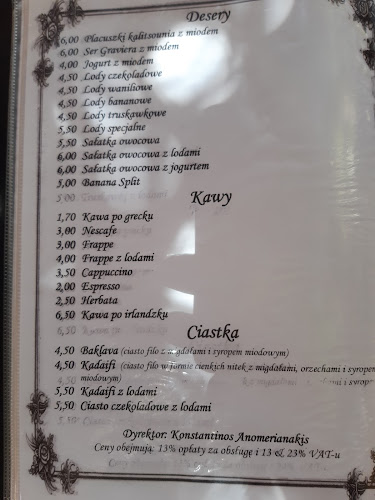 Desery
6,00 Placuszki kalitsounia z miodem
6,00 Ser Graviera z miodem
4,00 Jogurt z miodem
4,50 Lody czekoladowe
4,50 Lody waniliowe
4,50 Lody bananowe
4,50 Lody truskawkowe
5,50 Lody specjalne
5,50 Sałatka owocowa
6,00 Sałatka owocowa z lodami
6,00 Sałatka owocowa z jogurtem
5,00 Banana Split
Kawy
1,70 Kawa po grecku
3,00 Nescafe
3,00 Frappe
4,00 Frappe z lodami
3,50 Cappuccino
2,00 Espresso
2,50 Herbata
6,50 Kawa po irlandzku
Ciastka
4,50 Baklava (ciasto filo z migdałami i syropem miodowym)
4,50 Kadaifi (ciasto filo w formie cienkich nitek z migdałami, orzechami i syropem
miodowym)
5,50 Kadaifi z lodami
5,50 Ciasto czekoladowe z lodami
Dyrektor: Konstantinos Anomerianakis
Ceny obejmują: 13% opłaty za obsługę i 13 & 23% VAT-u